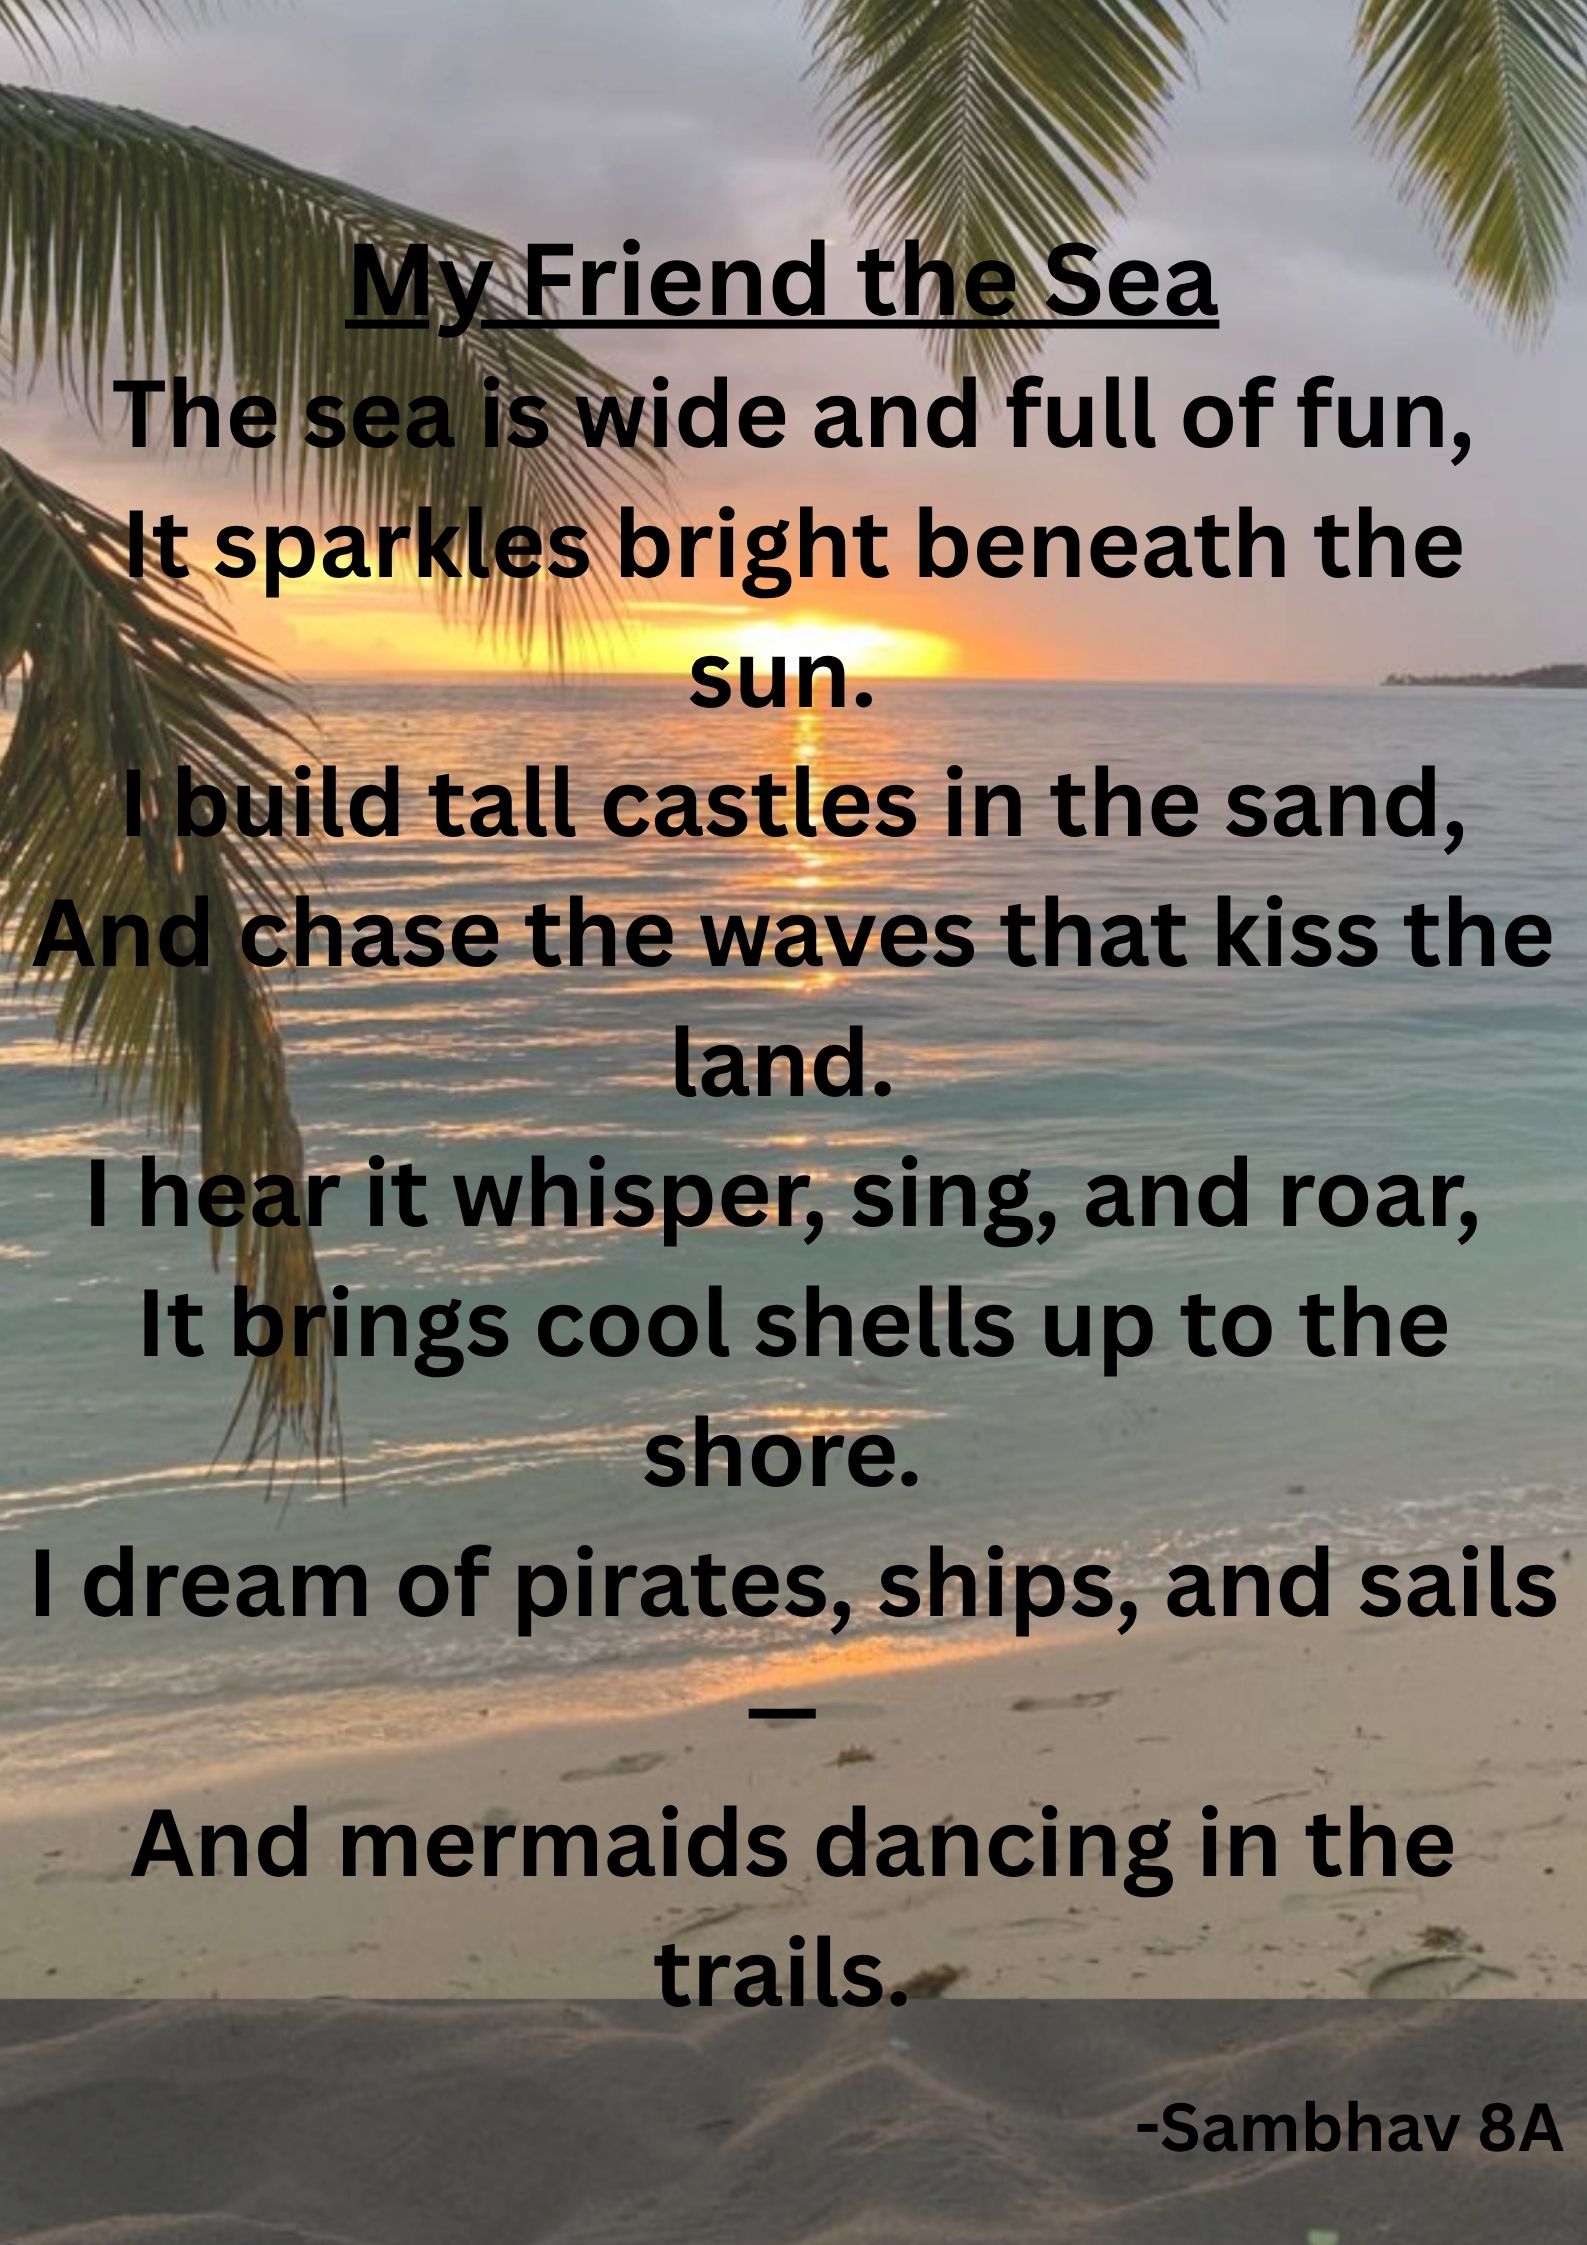 My Friend the Sea
The sea is wide and full of fun,
It sparkles bright beneath the
sun.
I build tall castles in the sand,
And chase the waves that kiss the
land.
I hear it whisper, sing, and roar,
It brings cool shells up to the
shore.
I dream of pirates, ships, and sails
—
And mermaids dancing in the
trails.
-Sambhav 8A